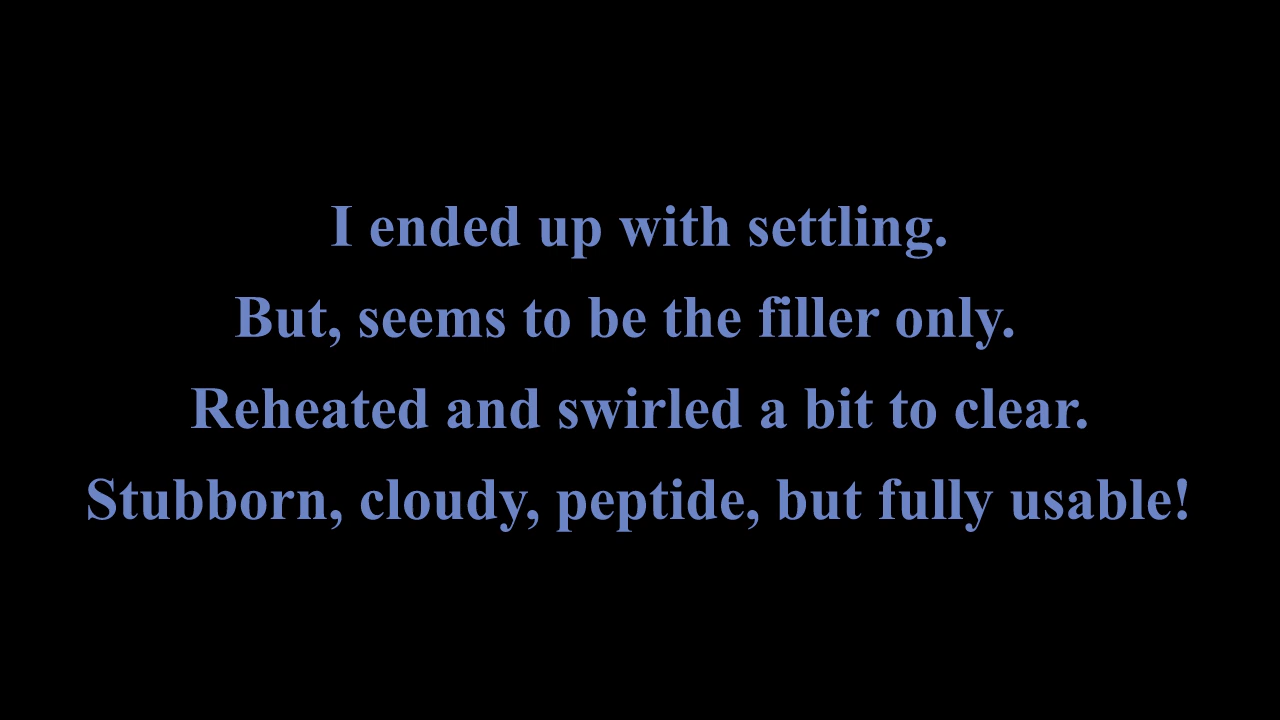 I ended up with settling.
But, seems to be the filler only.
Reheated and swirled a bit to clear.
Stubborn, cloudy, peptide, but fully usable!